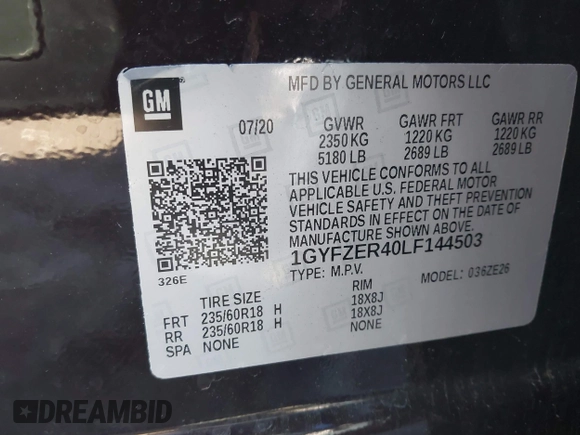 MFD BY GENERAL MOTORS LLC
GM
07/20 GVWR GAWR FRT GAWR RR
2350 KG 1220 KG 1220 KG
5180 LB 2689 LB 2689 LB
THIS VEHICLE CONFORMS TO ALL
APPLICABLE U.S. FEDERAL MOTOR
VEHICLE SAFETY AND THEFT PREVENTION
STANDARDS IN EFFECT ON THE DATE OF
MANUFACTURE SHOWN ABOVE.
1GYFZER40LF144503
TYPE: M.P.V. MODEL: 036ZE26
326E
TIRE SIZE RIM
FRT 235/60R18 H 18X8J
RR 235/60R18 H 18X8J
SPA NONE NONE
DREAMBID